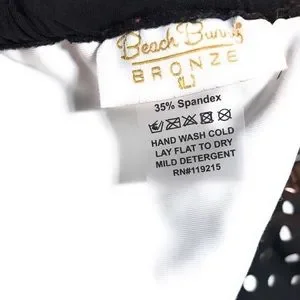 Beach Bunny
BRONZE
L
35% Spandex
HAND WASH COLD
LAY FLAT TO DRY
MILD DETERGENT
RN#119215